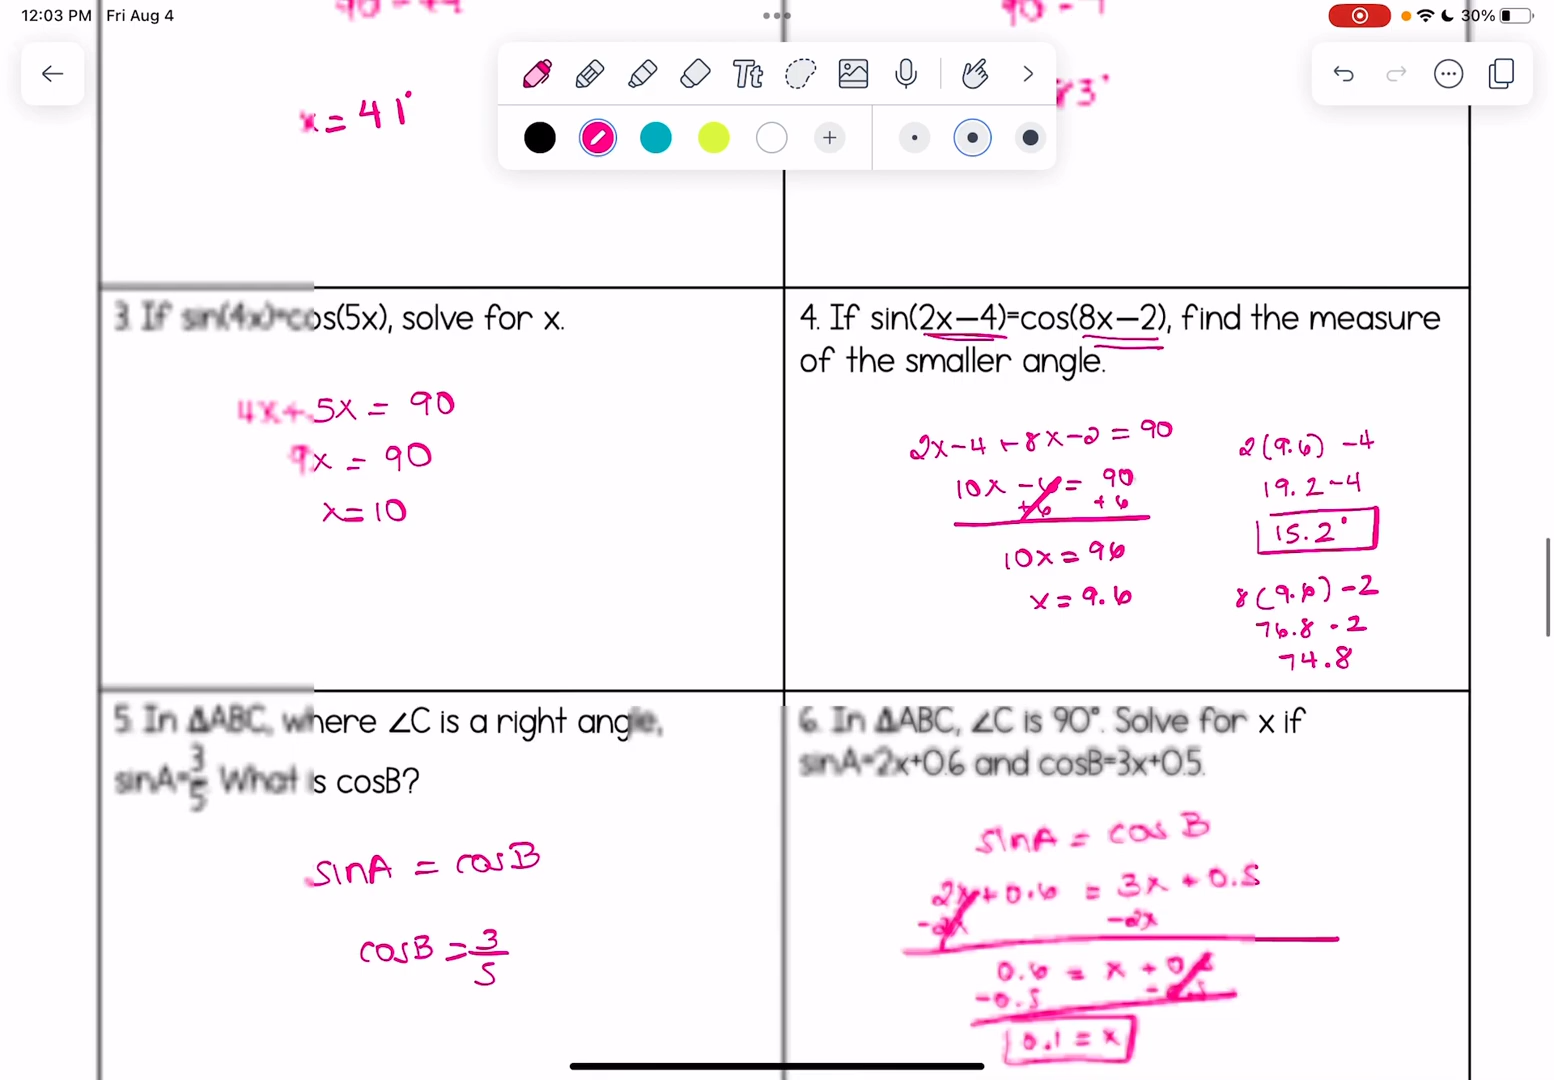 12:03 PM Fri Aug 4
30%
Tt
x = 41°
83°
3. If sin(4x)=cos(5x), solve for x.
4x + 5x = 90
9x = 90
x = 10
4. If sin(2x–4)=cos(8x–2), find the measure
of the smaller angle.
2x – 4 + 8x – 2 = 90
10x – 6 = 90
+6 +6
10x = 96
x = 9.6
2(9.6) – 4
19.2 – 4
15.2°
8(9.6) – 2
76.8 - 2
74.8
5. In ΔABC, where ∠C is a right angle,
sinA=3/5. What is cosB?
sinA = cosB
cosB = 3/5
6. In ΔABC, ∠C is 90°. Solve for x if
sinA=2x+0.6 and cosB=3x+0.5.
sinA = cos B
2x + 0.6 = 3x + 0.5
-2x -2x
0.6 = x + 0.5
-0.5 -0.5
0.1 = x